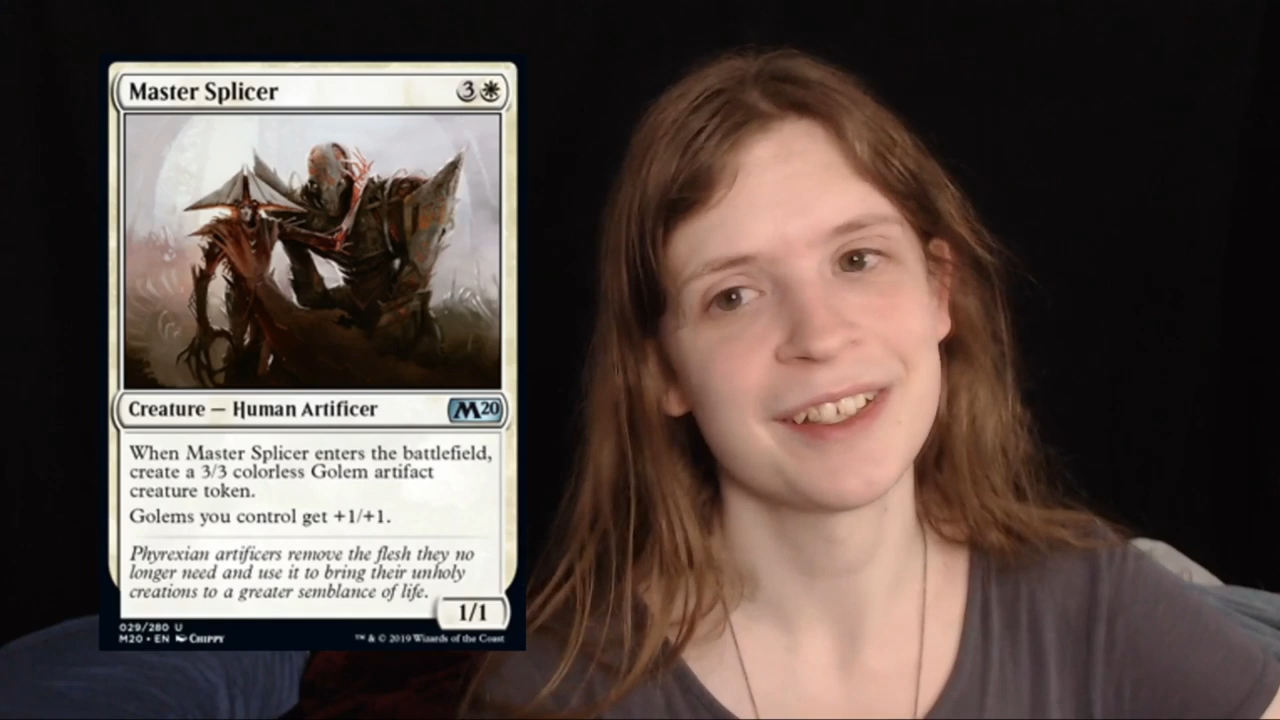 Master Splicer 3
Creature — Human Artificer M20
When Master Splicer enters the battlefield,
create a 3/3 colorless Golem artifact
creature token.
Golems you control get +1/+1.
Phyrexian artificers remove the flesh they no
longer need and use it to bring their unholy
creations to a greater semblance of life.
1/1
029/280 U
M20 • EN CHIPPY ™ & © 2019 Wizards of the Coast